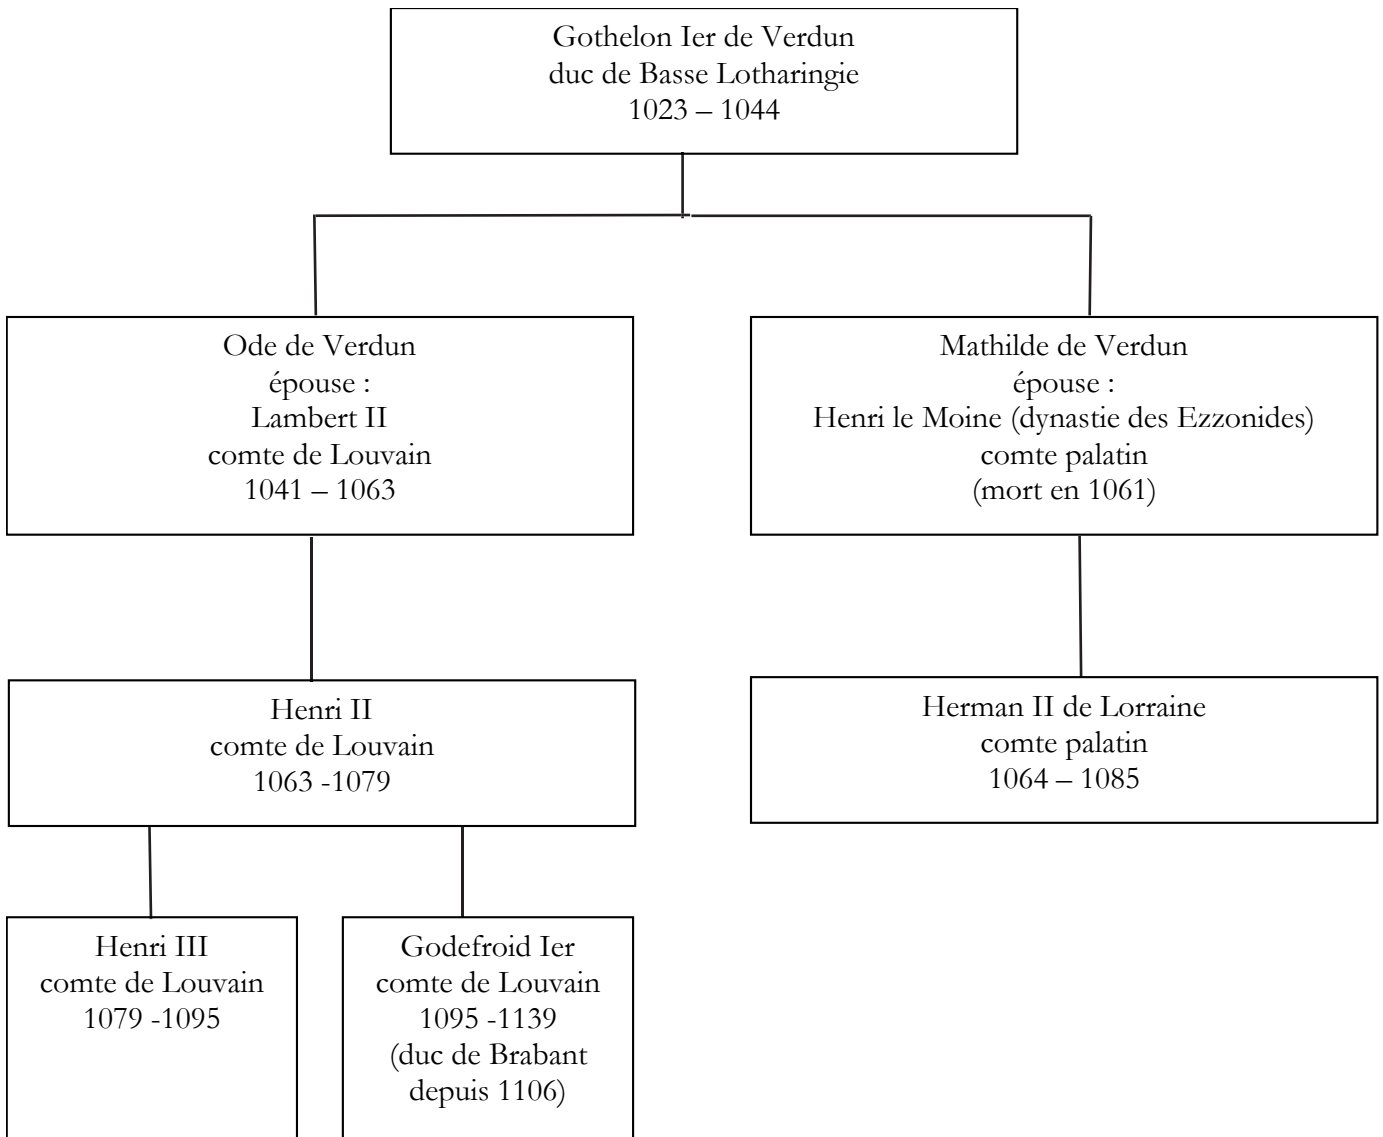 Gothelon Ier de Verdun
duc de Basse Lotharingie
1023 – 1044
Ode de Verdun
épouse :
Lambert II
comte de Louvain
1041 – 1063
Mathilde de Verdun
épouse :
Henri le Moine (dynastie des Ezzonides)
comte palatin
(mort en 1061)
Henri II
comte de Louvain
1063 -1079
Herman II de Lorraine
comte palatin
1064 – 1085
Henri III
comte de Louvain
1079 -1095
Godefroid Ier
comte de Louvain
1095 -1139
(duc de Brabant
depuis 1106)